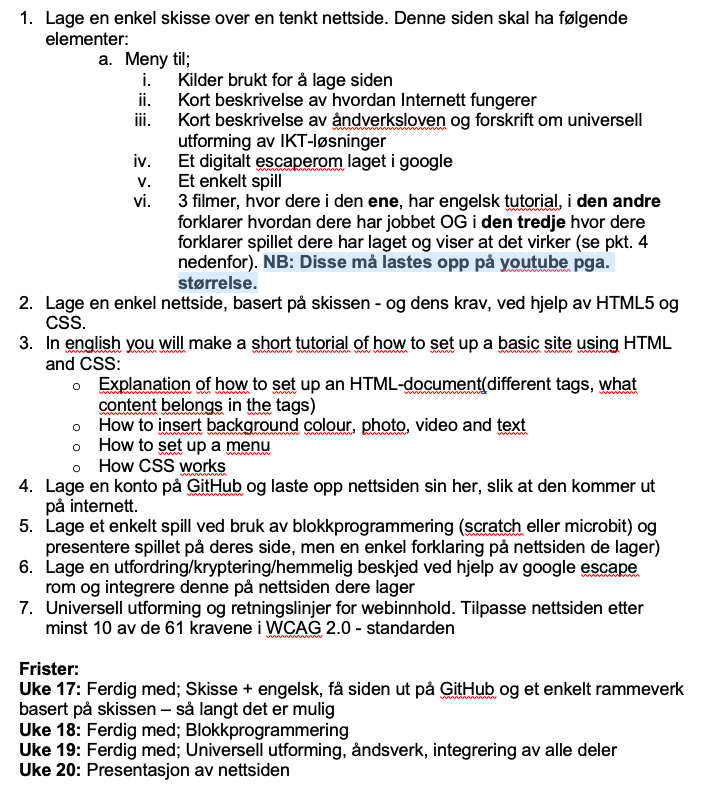 1. Lage en enkel skisse over en tenkt nettside. Denne siden skal ha følgende
elementer:
a. Meny til;
i. Kilder brukt for å lage siden
ii. Kort beskrivelse av hvordan Internett fungerer
iii. Kort beskrivelse av åndverksloven og forskrift om universell
utforming av IKT-løsninger
iv. Et digitalt escaperom laget i google
v. Et enkelt spill
vi. 3 filmer, hvor dere i den ene, har engelsk tutorial, i den andre
forklarer hvordan dere har jobbet OG i den tredje hvor dere
forklarer spillet dere har laget og viser at det virker (se pkt. 4
nedenfor). NB: Disse må lastes opp på youtube pga.
størrelse.
2. Lage en enkel nettside, basert på skissen - og dens krav, ved hjelp av HTML5 og
CSS.
3. In english you will make a short tutorial of how to set up a basic site using HTML
and CSS:
o Explanation of how to set up an HTML-document(different tags, what
content belongs in the tags)
o How to insert background colour, photo, video and text
o How to set up a menu
o How CSS works
4. Lage en konto på GitHub og laste opp nettsiden sin her, slik at den kommer ut
på internett.
5. Lage et enkelt spill ved bruk av blokkprogrammering (scratch eller microbit) og
presentere spillet på deres side, men en enkel forklaring på nettsiden de lager)
6. Lage en utfordring/kryptering/hemmelig beskjed ved hjelp av google escape
rom og integrere denne på nettsiden dere lager
7. Universell utforming og retningslinjer for webinnhold. Tilpasse nettsiden etter
minst 10 av de 61 kravene i WCAG 2.0 - standarden
Frister:
Uke 17: Ferdig med; Skisse + engelsk, få siden ut på GitHub og et enkelt rammeverk
basert på skissen – så langt det er mulig
Uke 18: Ferdig med; Blokkprogrammering
Uke 19: Ferdig med; Universell utforming, åndsverk, integrering av alle deler
Uke 20: Presentasjon av nettsiden